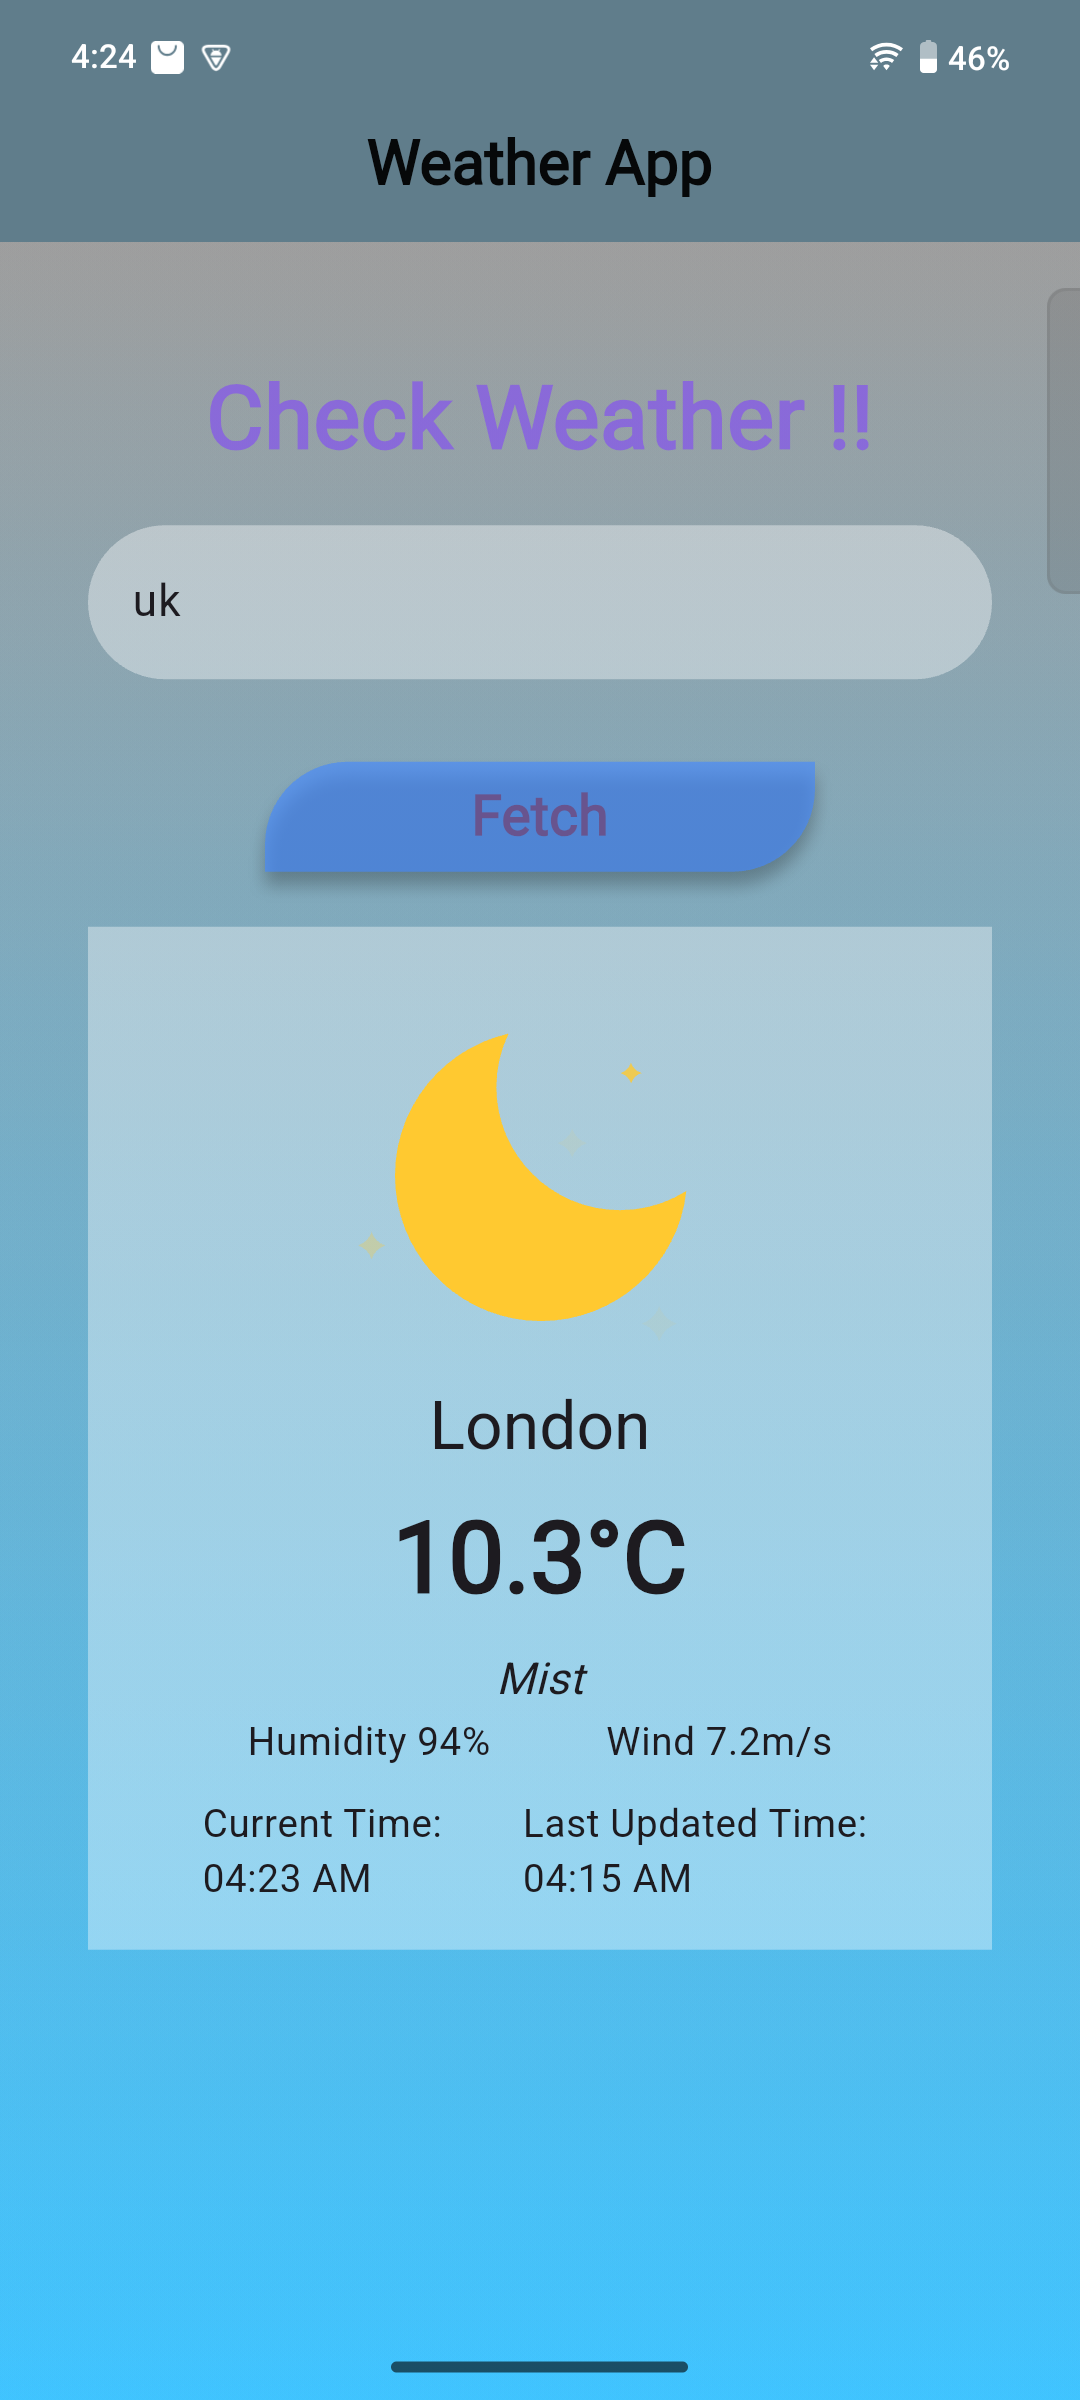 4:24 46%
Weather App
Check Weather !!
uk
Fetch
London
10.3°C
Mist
Humidity 94% Wind 7.2m/s
Current Time: Last Updated Time:
04:23 AM 04:15 AM